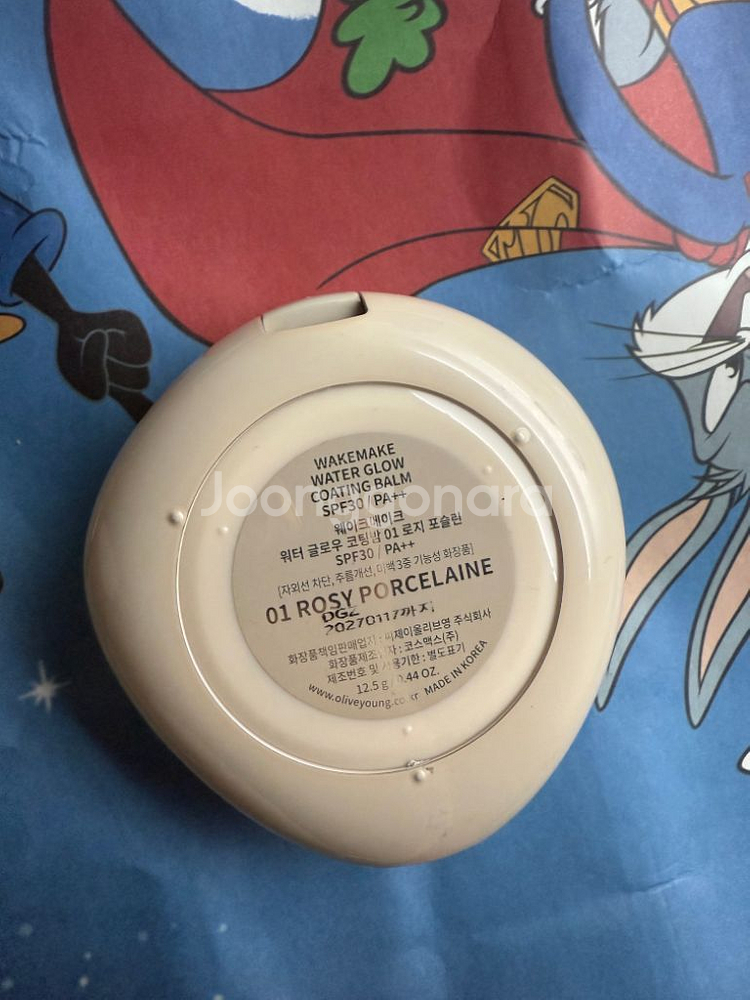 WAKEMAKE
WATER GLOW
COATING BALM
SPF30 / PA++
웨이크메이크
워터 글로우 코팅밤 01 로지 포슬린
SPF30 / PA++
[자외선 차단, 주름개선, 미백 3중 기능성 화장품]
01 ROSY PORCELAINE
DGZ
20270117까지
화장품책임판매업자 : 씨제이올리브영 주식회사
화장품제조업자 : 코스맥스(주)
제조번호 및 사용기한 : 별도표기
12.5 g / 0.44 OZ.
www.oliveyoung.co.kr MADE IN KOREA
Joonggonara